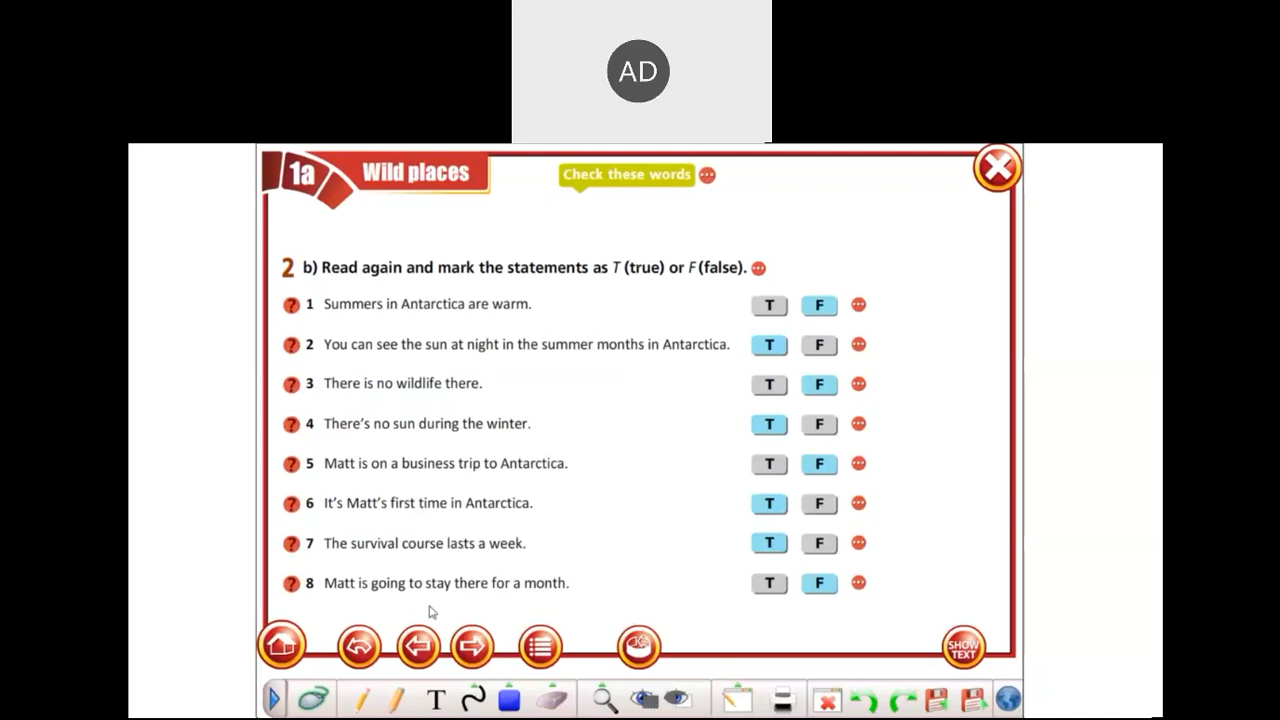 AD
1a Wild places
Check these words
2 b) Read again and mark the statements as T (true) or F (false).
? 1 Summers in Antarctica are warm. T F
? 2 You can see the sun at night in the summer months in Antarctica. T F
? 3 There is no wildlife there. T F
? 4 There's no sun during the winter. T F
? 5 Matt is on a business trip to Antarctica. T F
? 6 It's Matt's first time in Antarctica. T F
? 7 The survival course lasts a week. T F
? 8 Matt is going to stay there for a month. T F
SHOW
TEXT
T